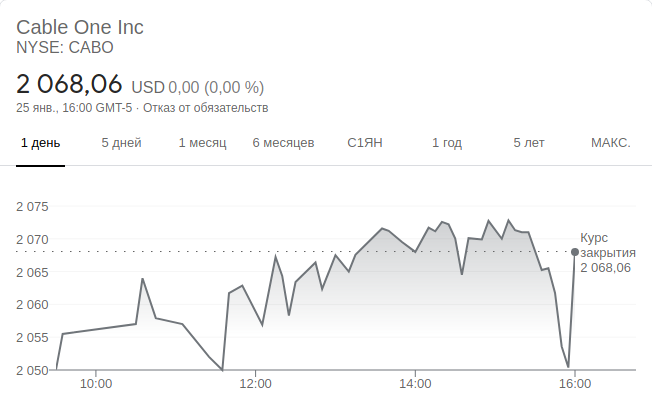 Cable One Inc
NYSE: CABO
2 068,06 USD 0,00 (0,00 %)
25 янв., 16:00 GMT-5 · Отказ от обязательств
1 день 5 дней 1 месяц 6 месяцев С1ЯН 1 год 5 лет МАКС.
2 075
2 070
2 065
2 060
2 055
2 050
Курс
закрытия
2 068,06
10:00 12:00 14:00 16:00